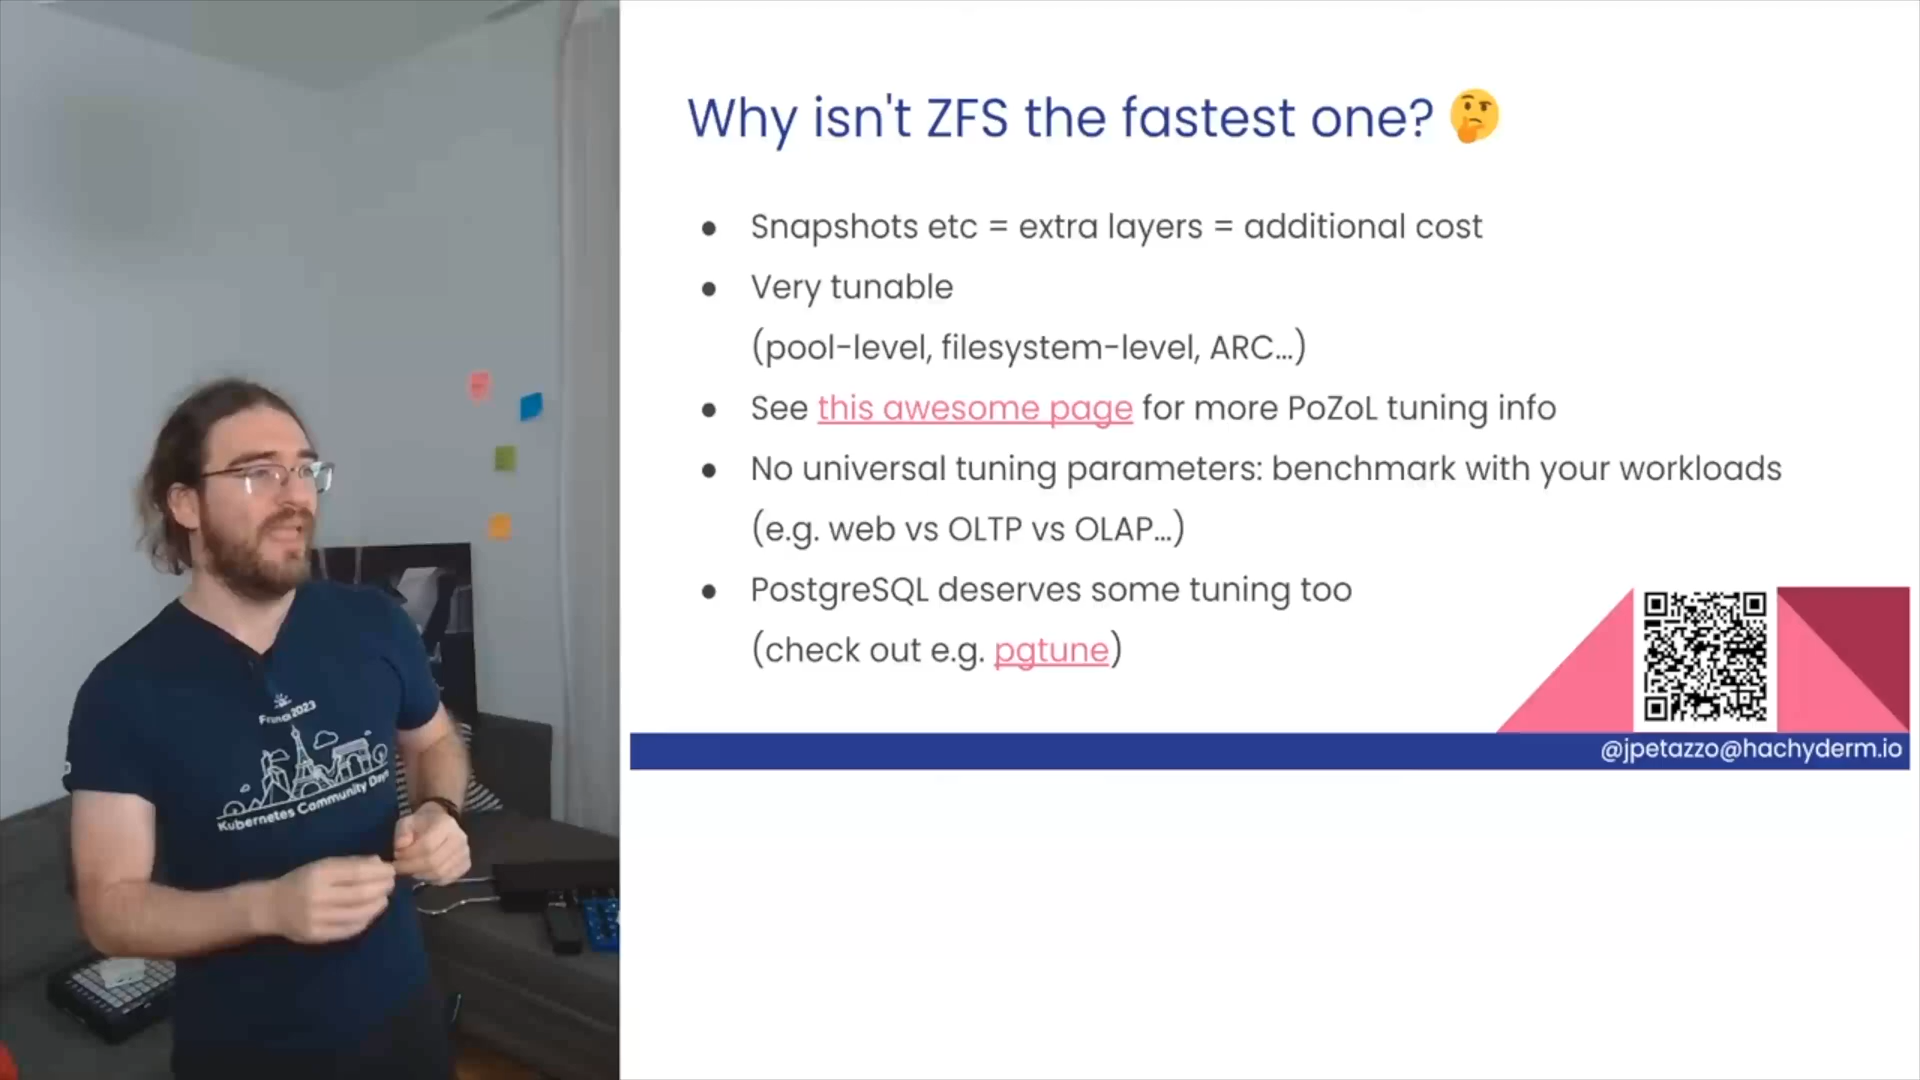 Why isn't ZFS the fastest one? 🤔
● Snapshots etc = extra layers = additional cost
● Very tunable
(pool-level, filesystem-level, ARC…)
● See this awesome page for more PoZoL tuning info
● No universal tuning parameters: benchmark with your workloads
(e.g. web vs OLTP vs OLAP…)
● PostgreSQL deserves some tuning too
(check out e.g. pgtune)
@jpetazzo@hachyderm.io
France 2023
Kubernetes Community Days